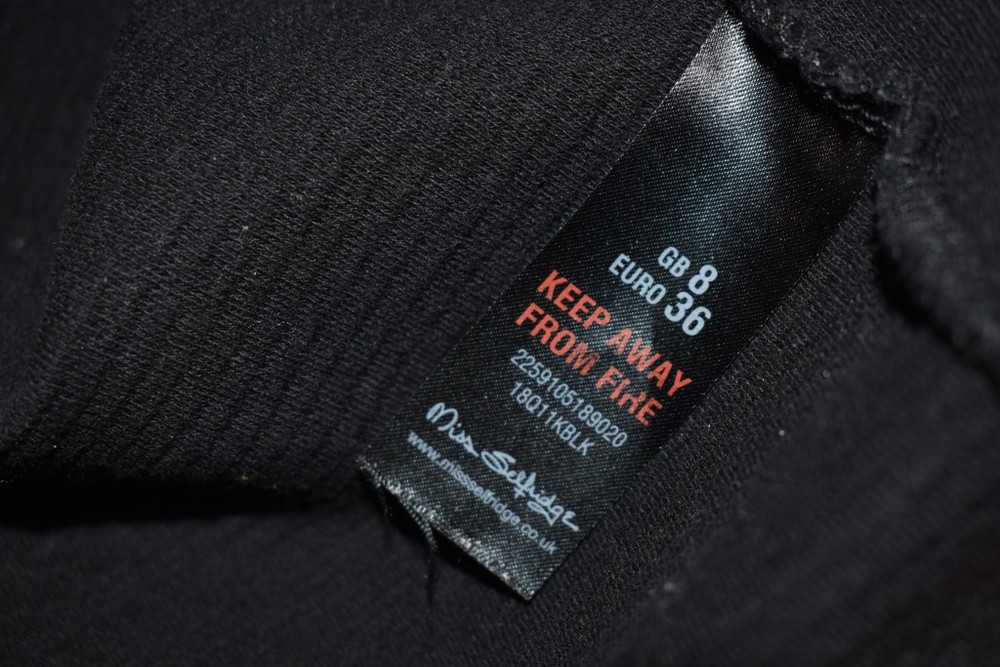 GB 8
EURO 36
KEEP AWAY
FROM FIRE
2259106189020
18Q11KBLK
Miss Selfridge
www.missselfridge.co.uk